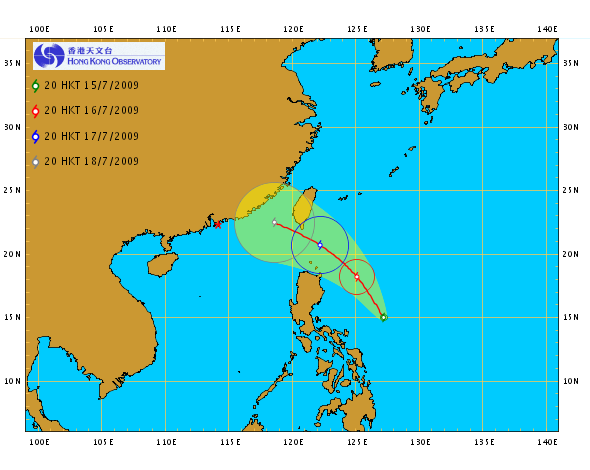 100E 105E 110E 115E 120E 125E 130E 135E 140E
香港天文台
HONG KONG OBSERVATORY
20 HKT 15/7/2009
20 HKT 16/7/2009
20 HKT 17/7/2009
20 HKT 18/7/2009
35N 35N
30N 30N
25N 25N
20N 20N
15N 15N
10N 10N
100E 105E 110E 115E 120E 125E 130E 135E 140E